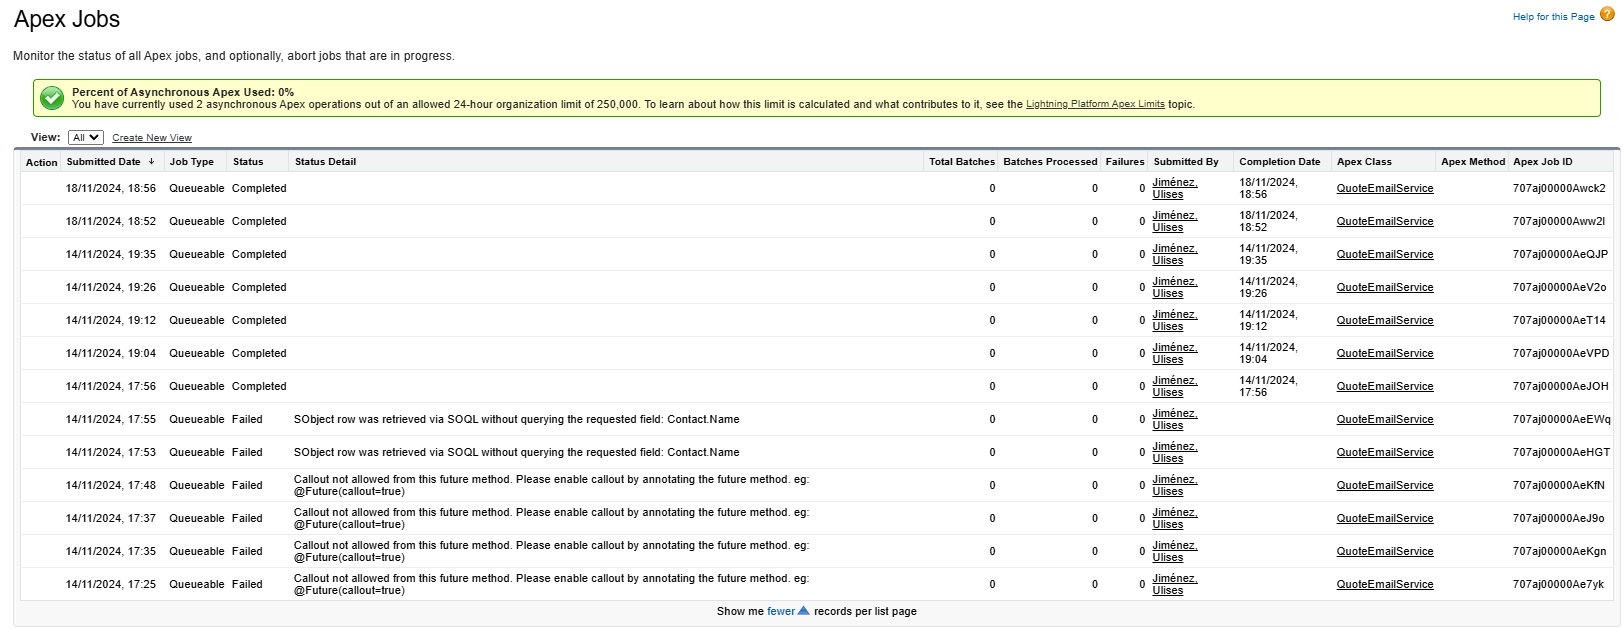 Apex Jobs
Help for this Page ?
Monitor the status of all Apex jobs, and optionally, abort jobs that are in progress.
Percent of Asynchronous Apex Used: 0%
You have currently used 2 asynchronous Apex operations out of an allowed 24-hour organization limit of 250,000. To learn about how this limit is calculated and what contributes to it, see the Lightning Platform Apex Limits topic.
View: All Create New View
Action Submitted Date ↓ Job Type Status Status Detail Total Batches Batches Processed Failures Submitted By Completion Date Apex Class Apex Method Apex Job ID
18/11/2024, 18:56 Queueable Completed 0 0 0 Jiménez, Ulises 18/11/2024, 18:56 QuoteEmailService 707aj00000Awck2
18/11/2024, 18:52 Queueable Completed 0 0 0 Jiménez, Ulises 18/11/2024, 18:52 QuoteEmailService 707aj00000Aww2I
14/11/2024, 19:35 Queueable Completed 0 0 0 Jiménez, Ulises 14/11/2024, 19:35 QuoteEmailService 707aj00000AeQJP
14/11/2024, 19:26 Queueable Completed 0 0 0 Jiménez, Ulises 14/11/2024, 19:26 QuoteEmailService 707aj00000AeV2o
14/11/2024, 19:12 Queueable Completed 0 0 0 Jiménez, Ulises 14/11/2024, 19:12 QuoteEmailService 707aj00000AeT14
14/11/2024, 19:04 Queueable Completed 0 0 0 Jiménez, Ulises 14/11/2024, 19:04 QuoteEmailService 707aj00000AeVPD
14/11/2024, 17:56 Queueable Completed 0 0 0 Jiménez, Ulises 14/11/2024, 17:56 QuoteEmailService 707aj00000AeJOH
14/11/2024, 17:55 Queueable Failed SObject row was retrieved via SOQL without querying the requested field: Contact.Name 0 0 0 Jiménez, Ulises QuoteEmailService 707aj00000AeEWq
14/11/2024, 17:53 Queueable Failed SObject row was retrieved via SOQL without querying the requested field: Contact.Name 0 0 0 Jiménez, Ulises QuoteEmailService 707aj00000AeHGT
14/11/2024, 17:48 Queueable Failed Callout not allowed from this future method. Please enable callout by annotating the future method. eg: @Future(callout=true) 0 0 0 Jiménez, Ulises QuoteEmailService 707aj00000AeKfN
14/11/2024, 17:37 Queueable Failed Callout not allowed from this future method. Please enable callout by annotating the future method. eg: @Future(callout=true) 0 0 0 Jiménez, Ulises QuoteEmailService 707aj00000AeJ9o
14/11/2024, 17:35 Queueable Failed Callout not allowed from this future method. Please enable callout by annotating the future method. eg: @Future(callout=true) 0 0 0 Jiménez, Ulises QuoteEmailService 707aj00000AeKgn
14/11/2024, 17:25 Queueable Failed Callout not allowed from this future method. Please enable callout by annotating the future method. eg: @Future(callout=true) 0 0 0 Jiménez, Ulises QuoteEmailService 707aj00000Ae7yk
Show me fewer records per list page